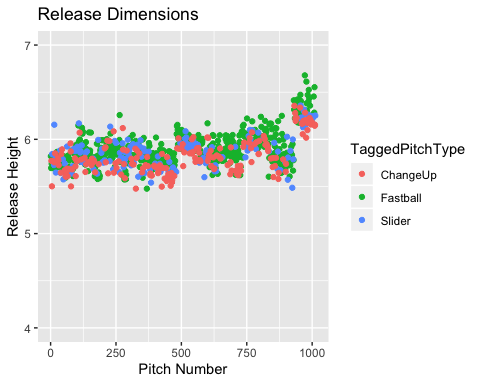 Release Dimensions
7
6
5
4
Release Height
0
250
500
750
1000
Pitch Number
TaggedPitchType
ChangeUp
Fastball
Slider